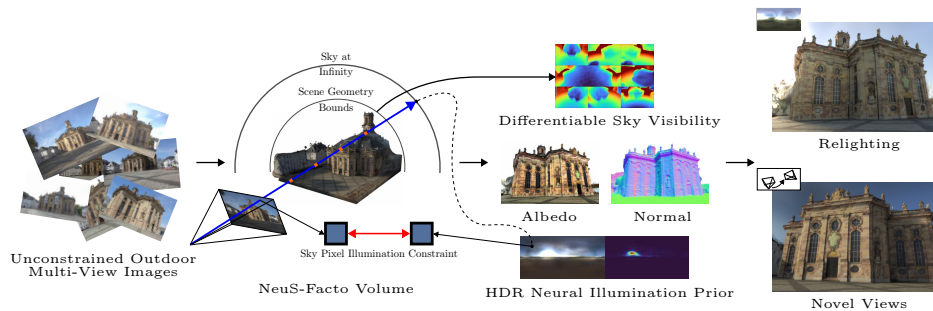 Unconstrained Outdoor
Multi-View Images
Sky at
Infinity
Scene Geometry
Bounds
Sky Pixel Illumination Constraint
NeuS-Facto Volume
Differentiable Sky Visibility
Albedo
Normal
HDR Neural Illumination Prior
Relighting
Novel Views